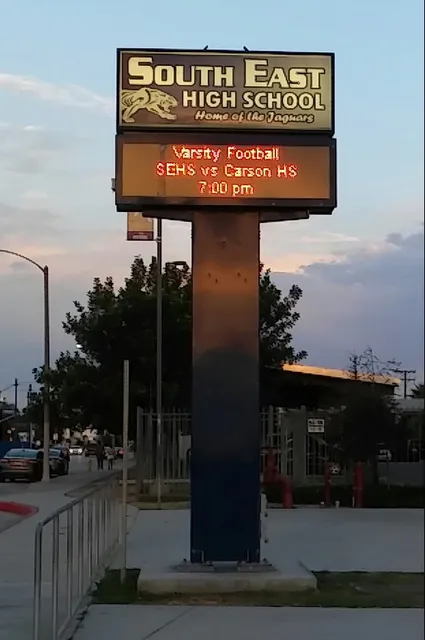 SOUTH EAST
HIGH SCHOOL
Home of the Jaguars
Varsity Football
SEHS vs Carson HS
7:00 pm